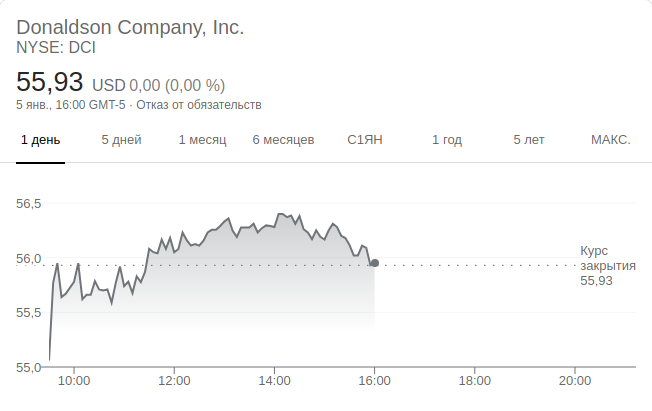 Donaldson Company, Inc.
NYSE: DCI
55,93 USD 0,00 (0,00 %)
5 янв., 16:00 GMT-5 · Отказ от обязательств
1 день 5 дней 1 месяц 6 месяцев С1ЯН 1 год 5 лет МАКС.
56,5
56,0
55,5
55,0
Курс
закрытия
55,93
10:00 12:00 14:00 16:00 18:00 20:00